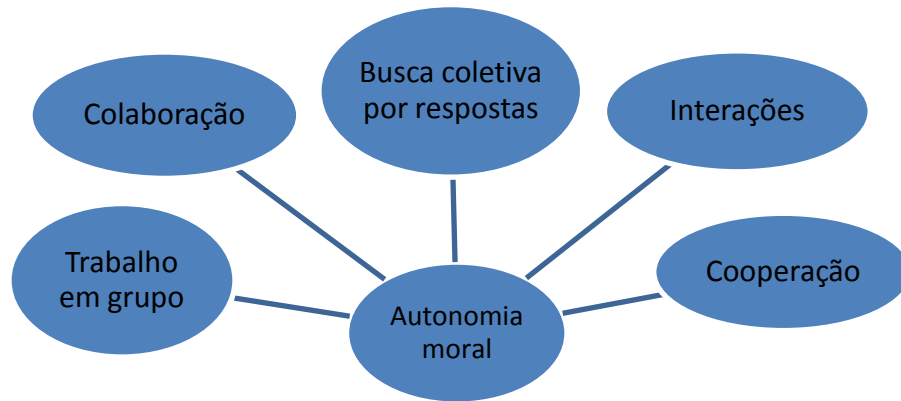 Busca coletiva
por respostas
Colaboração
Interações
Trabalho
em grupo
Cooperação
Autonomia
moral